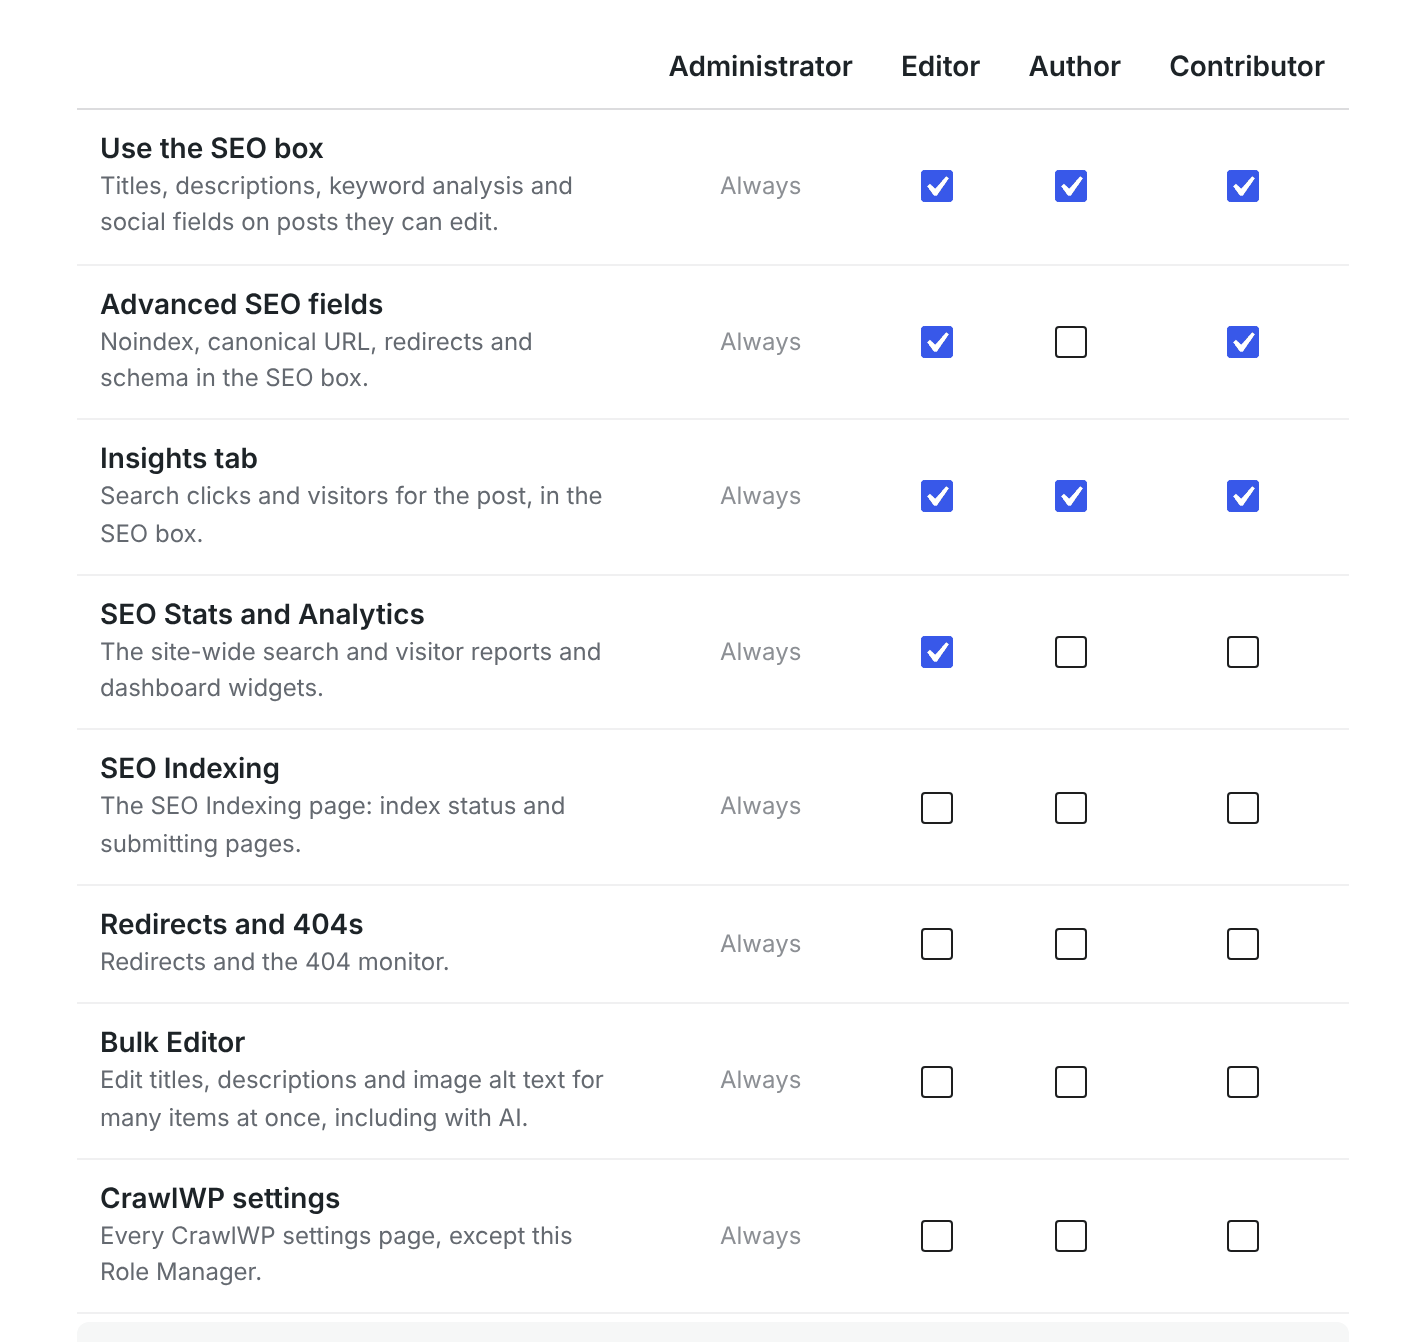 Administrator Editor Author Contributor
Use the SEO box
Titles, descriptions, keyword analysis and
social fields on posts they can edit.
Always
Advanced SEO fields
Noindex, canonical URL, redirects and
schema in the SEO box.
Always
Insights tab
Search clicks and visitors for the post, in the
SEO box.
Always
SEO Stats and Analytics
The site-wide search and visitor reports and
dashboard widgets.
Always
SEO Indexing
The SEO Indexing page: index status and
submitting pages.
Always
Redirects and 404s
Redirects and the 404 monitor.
Always
Bulk Editor
Edit titles, descriptions and image alt text for
many items at once, including with AI.
Always
CrawlWP settings
Every CrawlWP settings page, except this
Role Manager.
Always